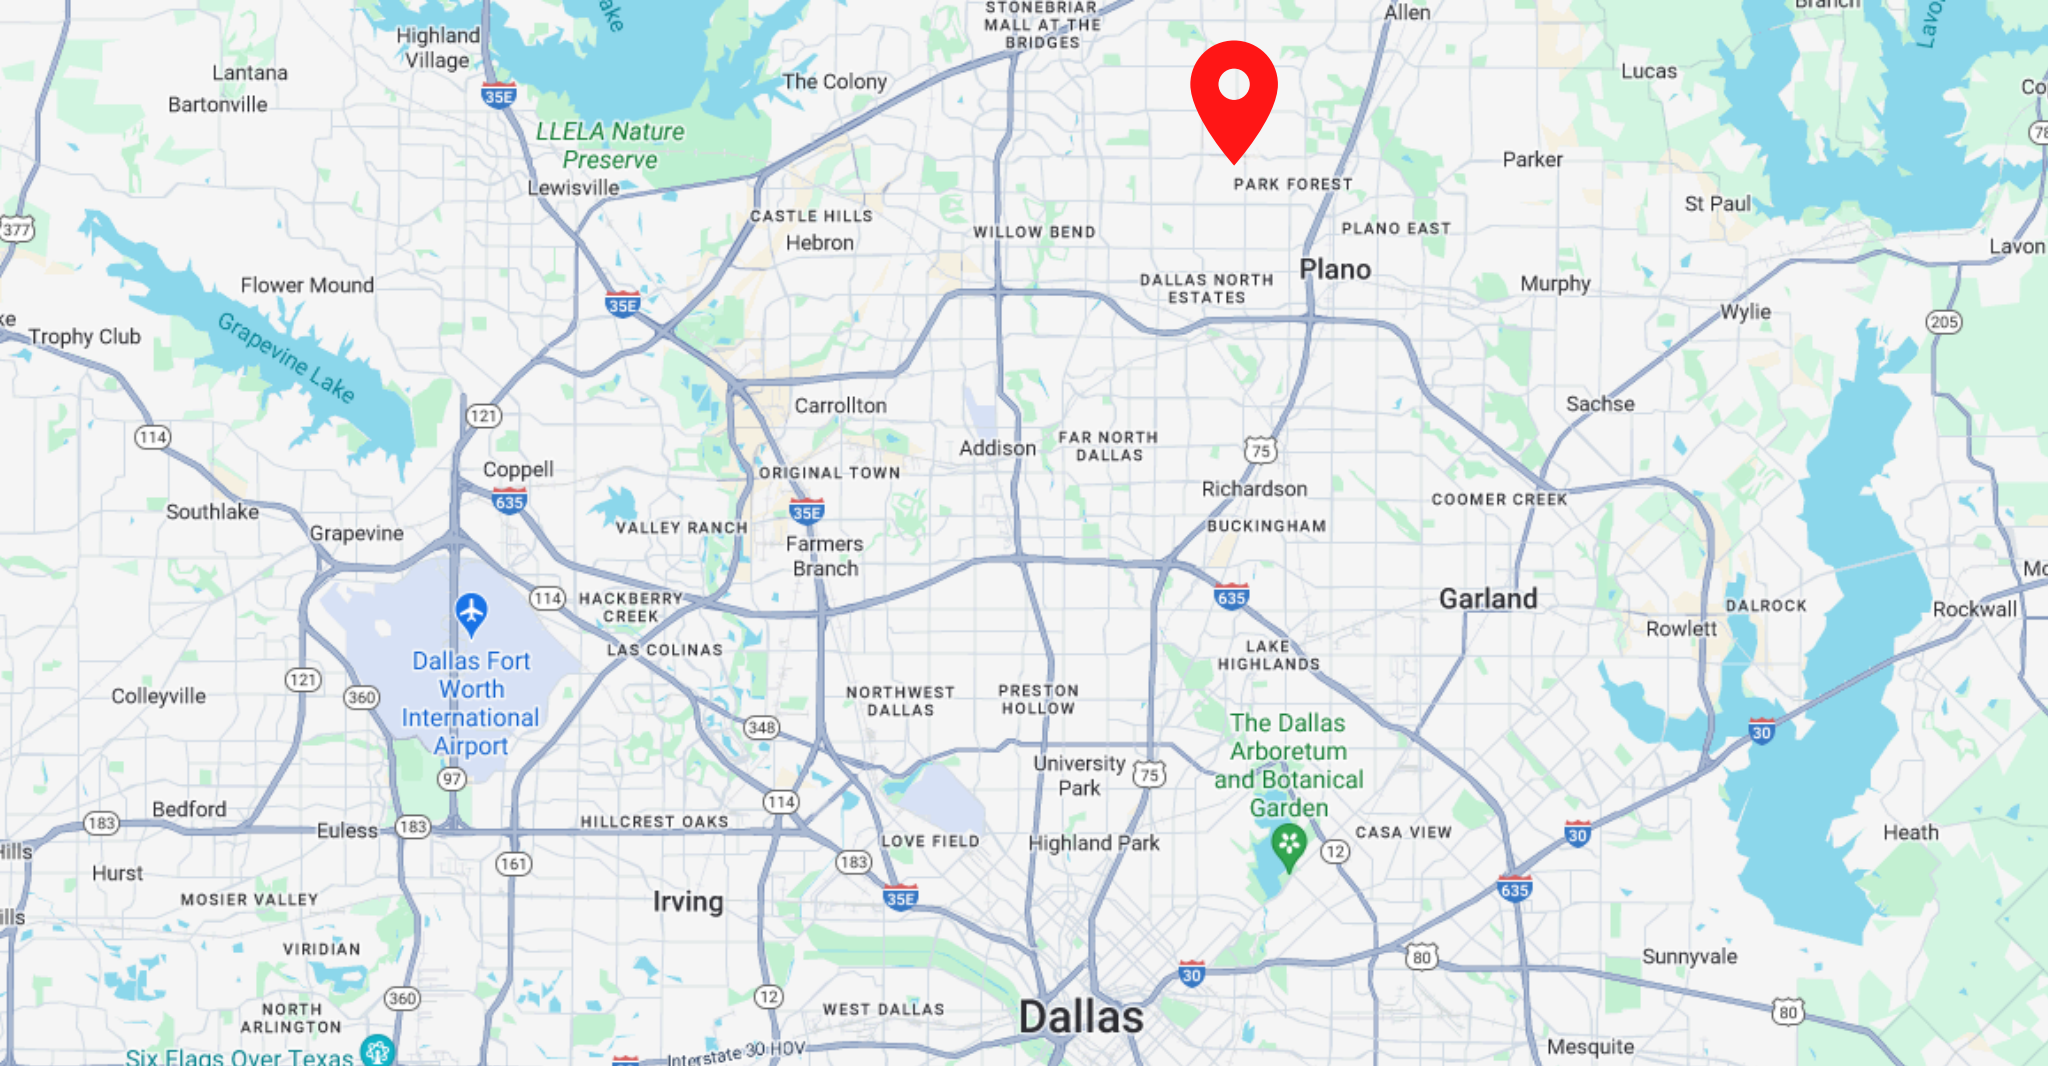 STONEBRIAR
MALL AT THE
BRIDGES
Allen
Branch
Highland
Village
Lantana
Bartonville
35E
The Colony
Lucas
LLELA Nature
Preserve
Lewisville
Parker
78
PARK FOREST
St Paul
377
CASTLE HILLS
Hebron
WILLOW BEND
PLANO EAST
Lavon
Plano
Flower Mound
DALLAS NORTH
ESTATES
Murphy
35E
Wylie
205
Trophy Club
Grapevine Lake
121
Carrollton
Sachse
114
Addison
FAR NORTH
DALLAS
75
Coppell
ORIGINAL TOWN
635
Richardson
COOMER CREEK
Southlake
Grapevine
VALLEY RANCH
35E
BUCKINGHAM
Farmers
Branch
114
HACKBERRY
CREEK
635
Garland
DALROCK
Rockwall
Rowlett
LAS COLINAS
LAKE
HIGHLANDS
Dallas Fort
Worth
International
Airport
121
360
Colleyville
NORTHWEST
DALLAS
PRESTON
HOLLOW
348
The Dallas
Arboretum
and Botanical
Garden
30
University
Park
75
97
114
Bedford
183
Euless
183
HILLCREST OAKS
LOVE FIELD
Highland Park
CASA VIEW
30
Heath
12
161
183
Hurst
635
MOSIER VALLEY
Irving
35E
VIRIDIAN
80
Sunnyvale
30
360
12
NORTH
ARLINGTON
WEST DALLAS
Dallas
80
Six Flags Over Texas
Interstate 30 HOV
Mesquite